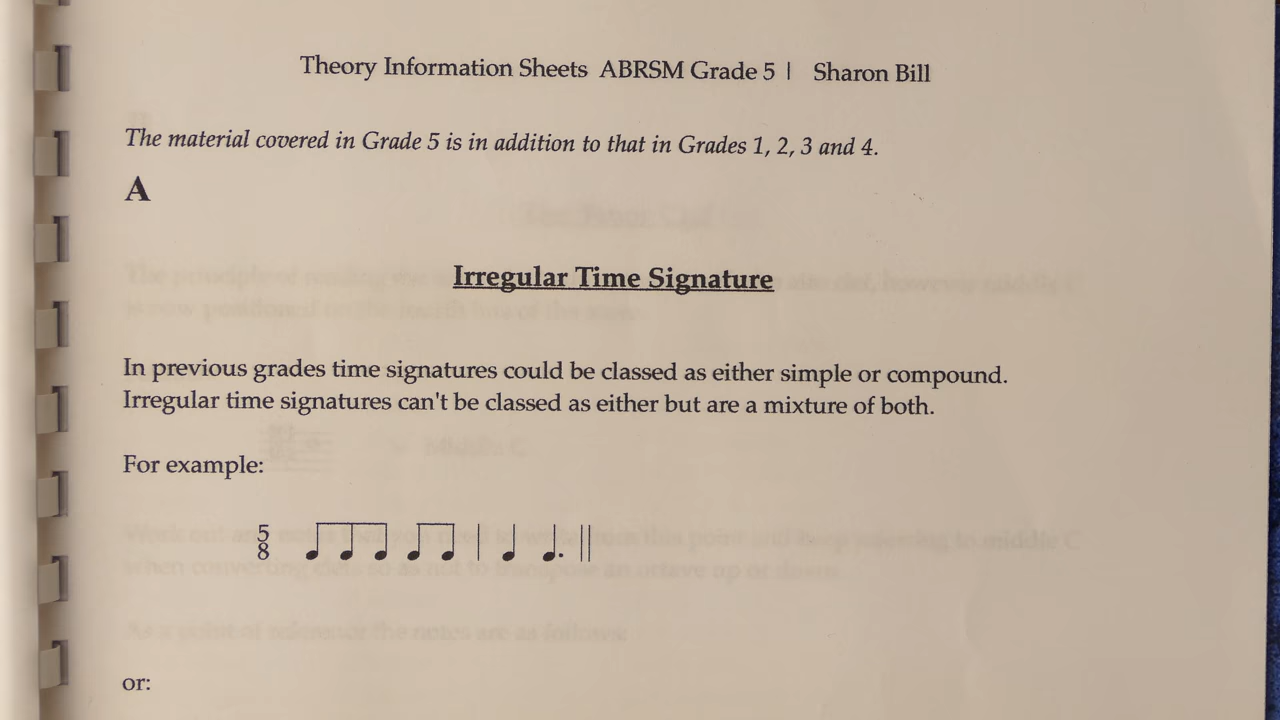 Theory Information Sheets ABRSM Grade 5 | Sharon Bill
The material covered in Grade 5 is in addition to that in Grades 1, 2, 3 and 4.
A
Irregular Time Signature
In previous grades time signatures could be classed as either simple or compound.
Irregular time signatures can't be classed as either but are a mixture of both.
For example:
5
8
or: